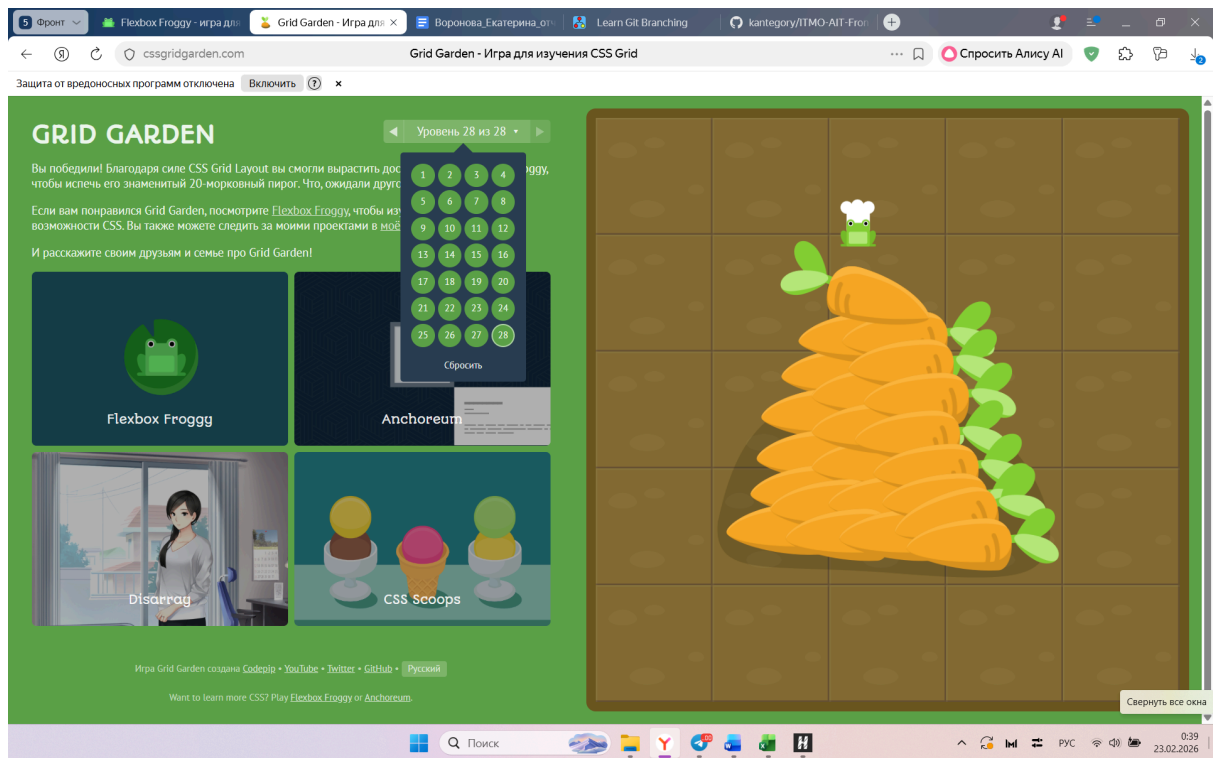 5 Фронт
Flexbox Froggy - игра для
Grid Garden - Игра для
Воронова_Екатерина_отч
Learn Git Branching
kantegory/ITMO-AIT-Fron
cssgridgarden.com
Grid Garden - Игра для изучения CSS Grid
Спросить Алису AI
2
Защита от вредоносных программ отключена Включить ?
GRID GARDEN
Уровень 28 из 28
Вы победили! Благодаря силе CSS Grid Layout вы смогли вырастить дос
oggy,
чтобы испечь его знаменитый 20-морковный пирог. Что, ожидали друго
Если вам понравился Grid Garden, посмотрите Flexbox Froggy, чтобы из
возможности CSS. Вы также можете следить за моими проектами в моё
И расскажите своим друзьям и семье про Grid Garden!
1 2 3 4
5 6 7 8
9 10 11 12
13 14 15 16
17 18 19 20
21 22 23 24
25 26 27 28
Сбросить
Flexbox Froggy
Anchoreum
Disarray
CSS Scoops
Игра Grid Garden создана Codepip • YouTube • Twitter • GitHub • Русский
Want to learn more CSS? Play Flexbox Froggy or Anchoreum.
Свернуть все окна
Поиск
РУС
0:39
23.02.2026